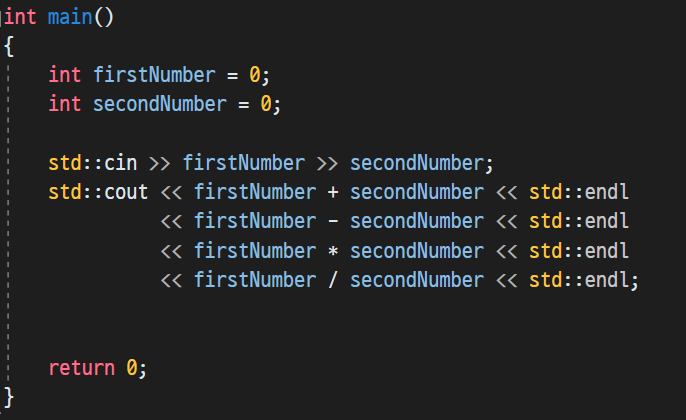 int main()
{
int firstNumber = 0;
int secondNumber = 0;
std::cin >> firstNumber >> secondNumber;
std::cout << firstNumber + secondNumber << std::endl
<< firstNumber - secondNumber << std::endl
<< firstNumber * secondNumber << std::endl
<< firstNumber / secondNumber << std::endl;
return 0;
}